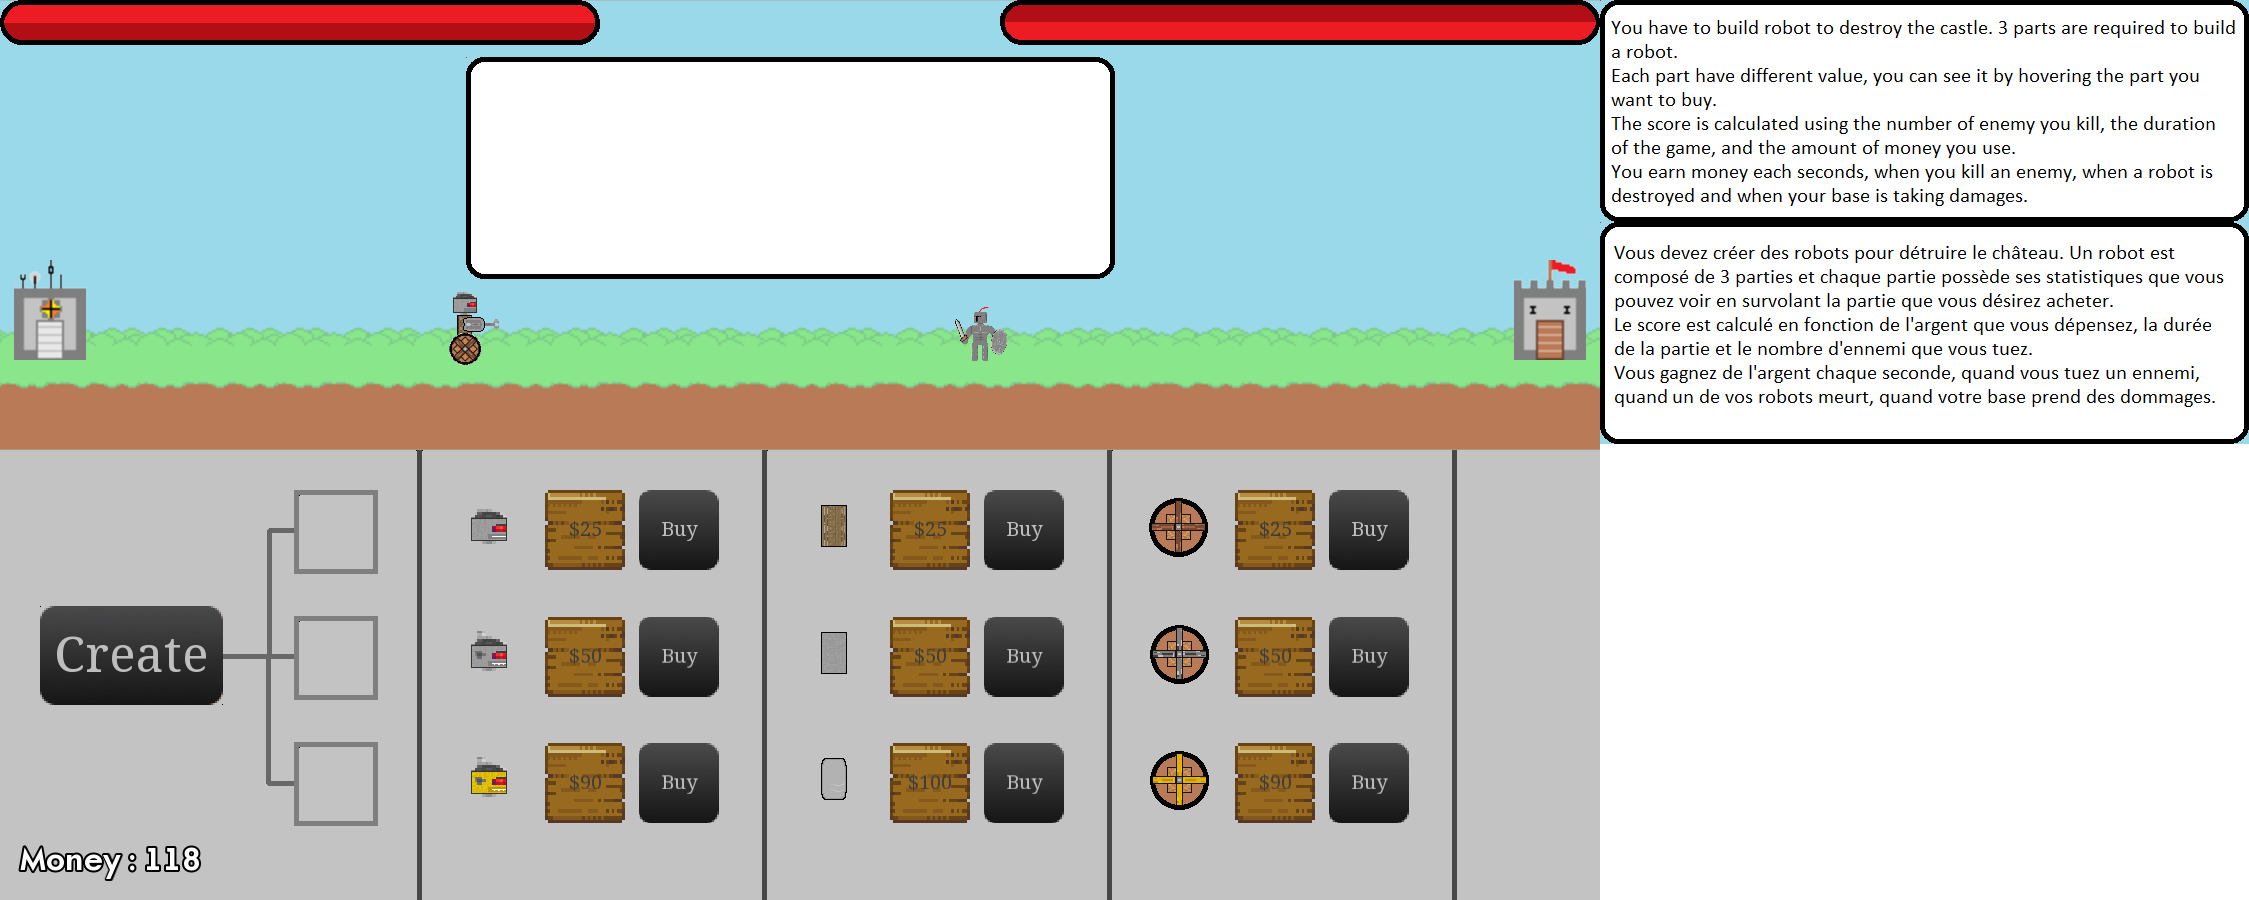 You have to build robot to destroy the castle. 3 parts are required to build
a robot.
Each part have different value, you can see it by hovering the part you
want to buy.
The score is calculated using the number of enemy you kill, the duration
of the game, and the amount of money you use.
You earn money each seconds, when you kill an enemy, when a robot is
destroyed and when your base is taking damages.
Vous devez créer des robots pour détruire le château. Un robot est
composé de 3 parties et chaque partie possède ses statistiques que vous
pouvez voir en survolant la partie que vous désirez acheter.
Le score est calculé en fonction de l'argent que vous dépensez, la durée
de la partie et le nombre d'ennemi que vous tuez.
Vous gagnez de l'argent chaque seconde, quand vous tuez un ennemi,
quand un de vos robots meurt, quand votre base prend des dommages.
$25 Buy $25 Buy $25 Buy
Create $50 Buy $50 Buy $50 Buy
$90 Buy $100 Buy $90 Buy
Money : 118